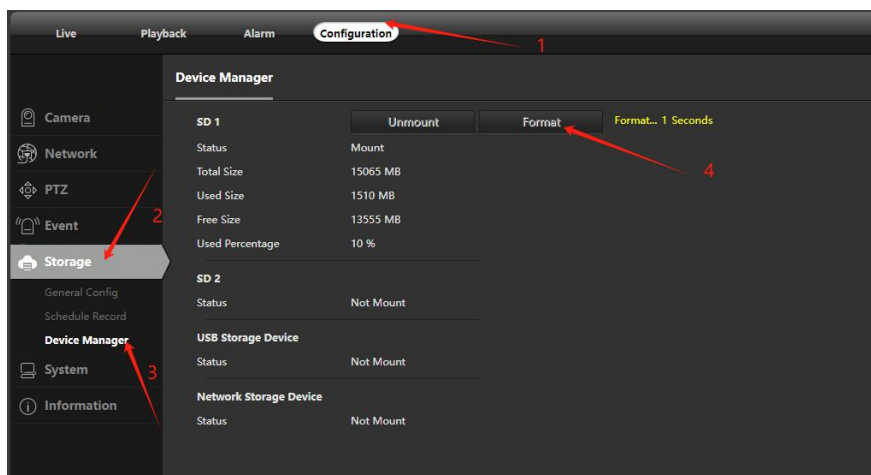 Live Playback Alarm Configuration
1
Device Manager
SD 1 Unmount Format Format... 1 Seconds
Status Mount
Total Size 15065 MB
Used Size 1510 MB
Free Size 13555 MB
Used Percentage 10 %
4
SD 2
Status Not Mount
USB Storage Device
Status Not Mount
Network Storage Device
Status Not Mount
Camera
Network
PTZ
2
Event
Storage
General Config
Schedule Record
Device Manager
3
System
Information